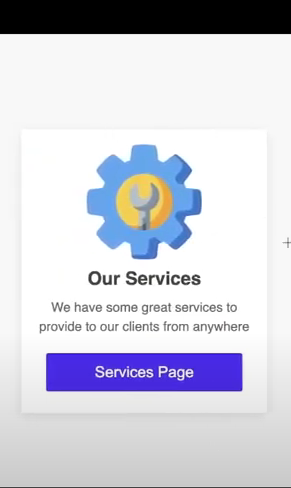 Our Services
We have some great services to
provide to our clients from anywhere
Services Page